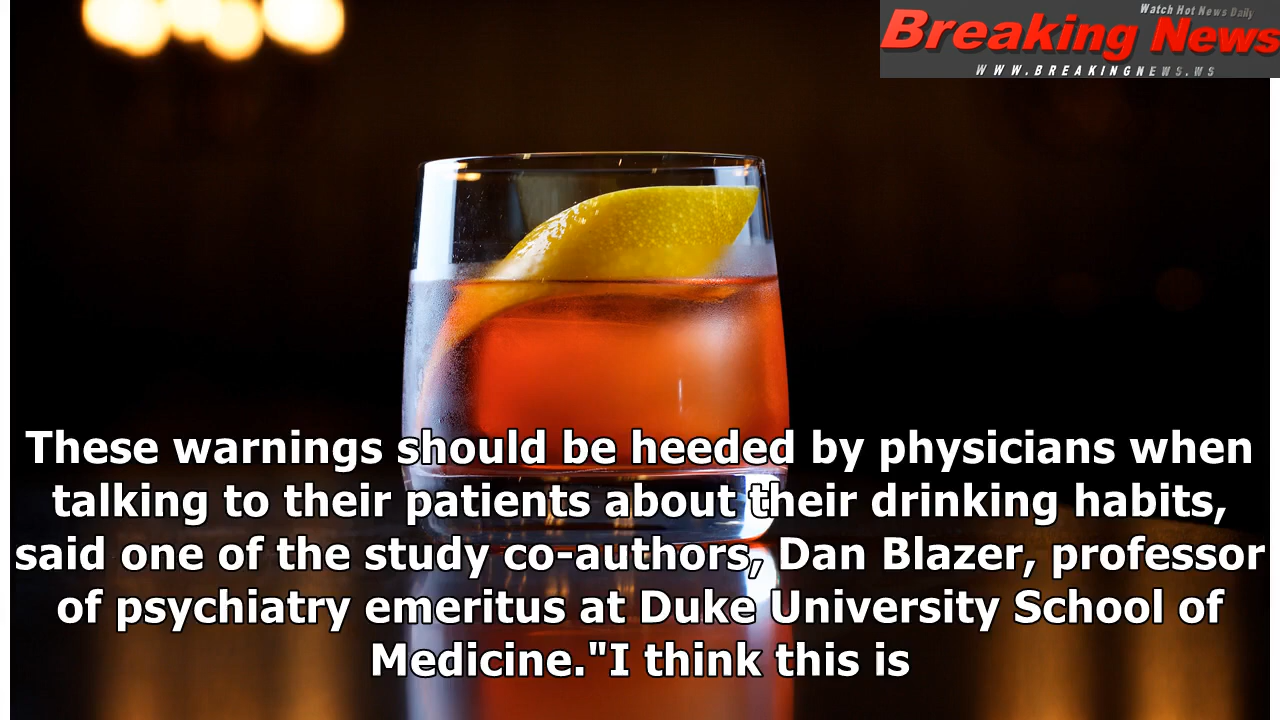 Watch Hot News Daily
Breaking News
WWW.BREAKINGNEWS.WS
These warnings should be heeded by physicians when
talking to their patients about their drinking habits,
said one of the study co-authors, Dan Blazer, professor
of psychiatry emeritus at Duke University School of
Medicine."I think this is